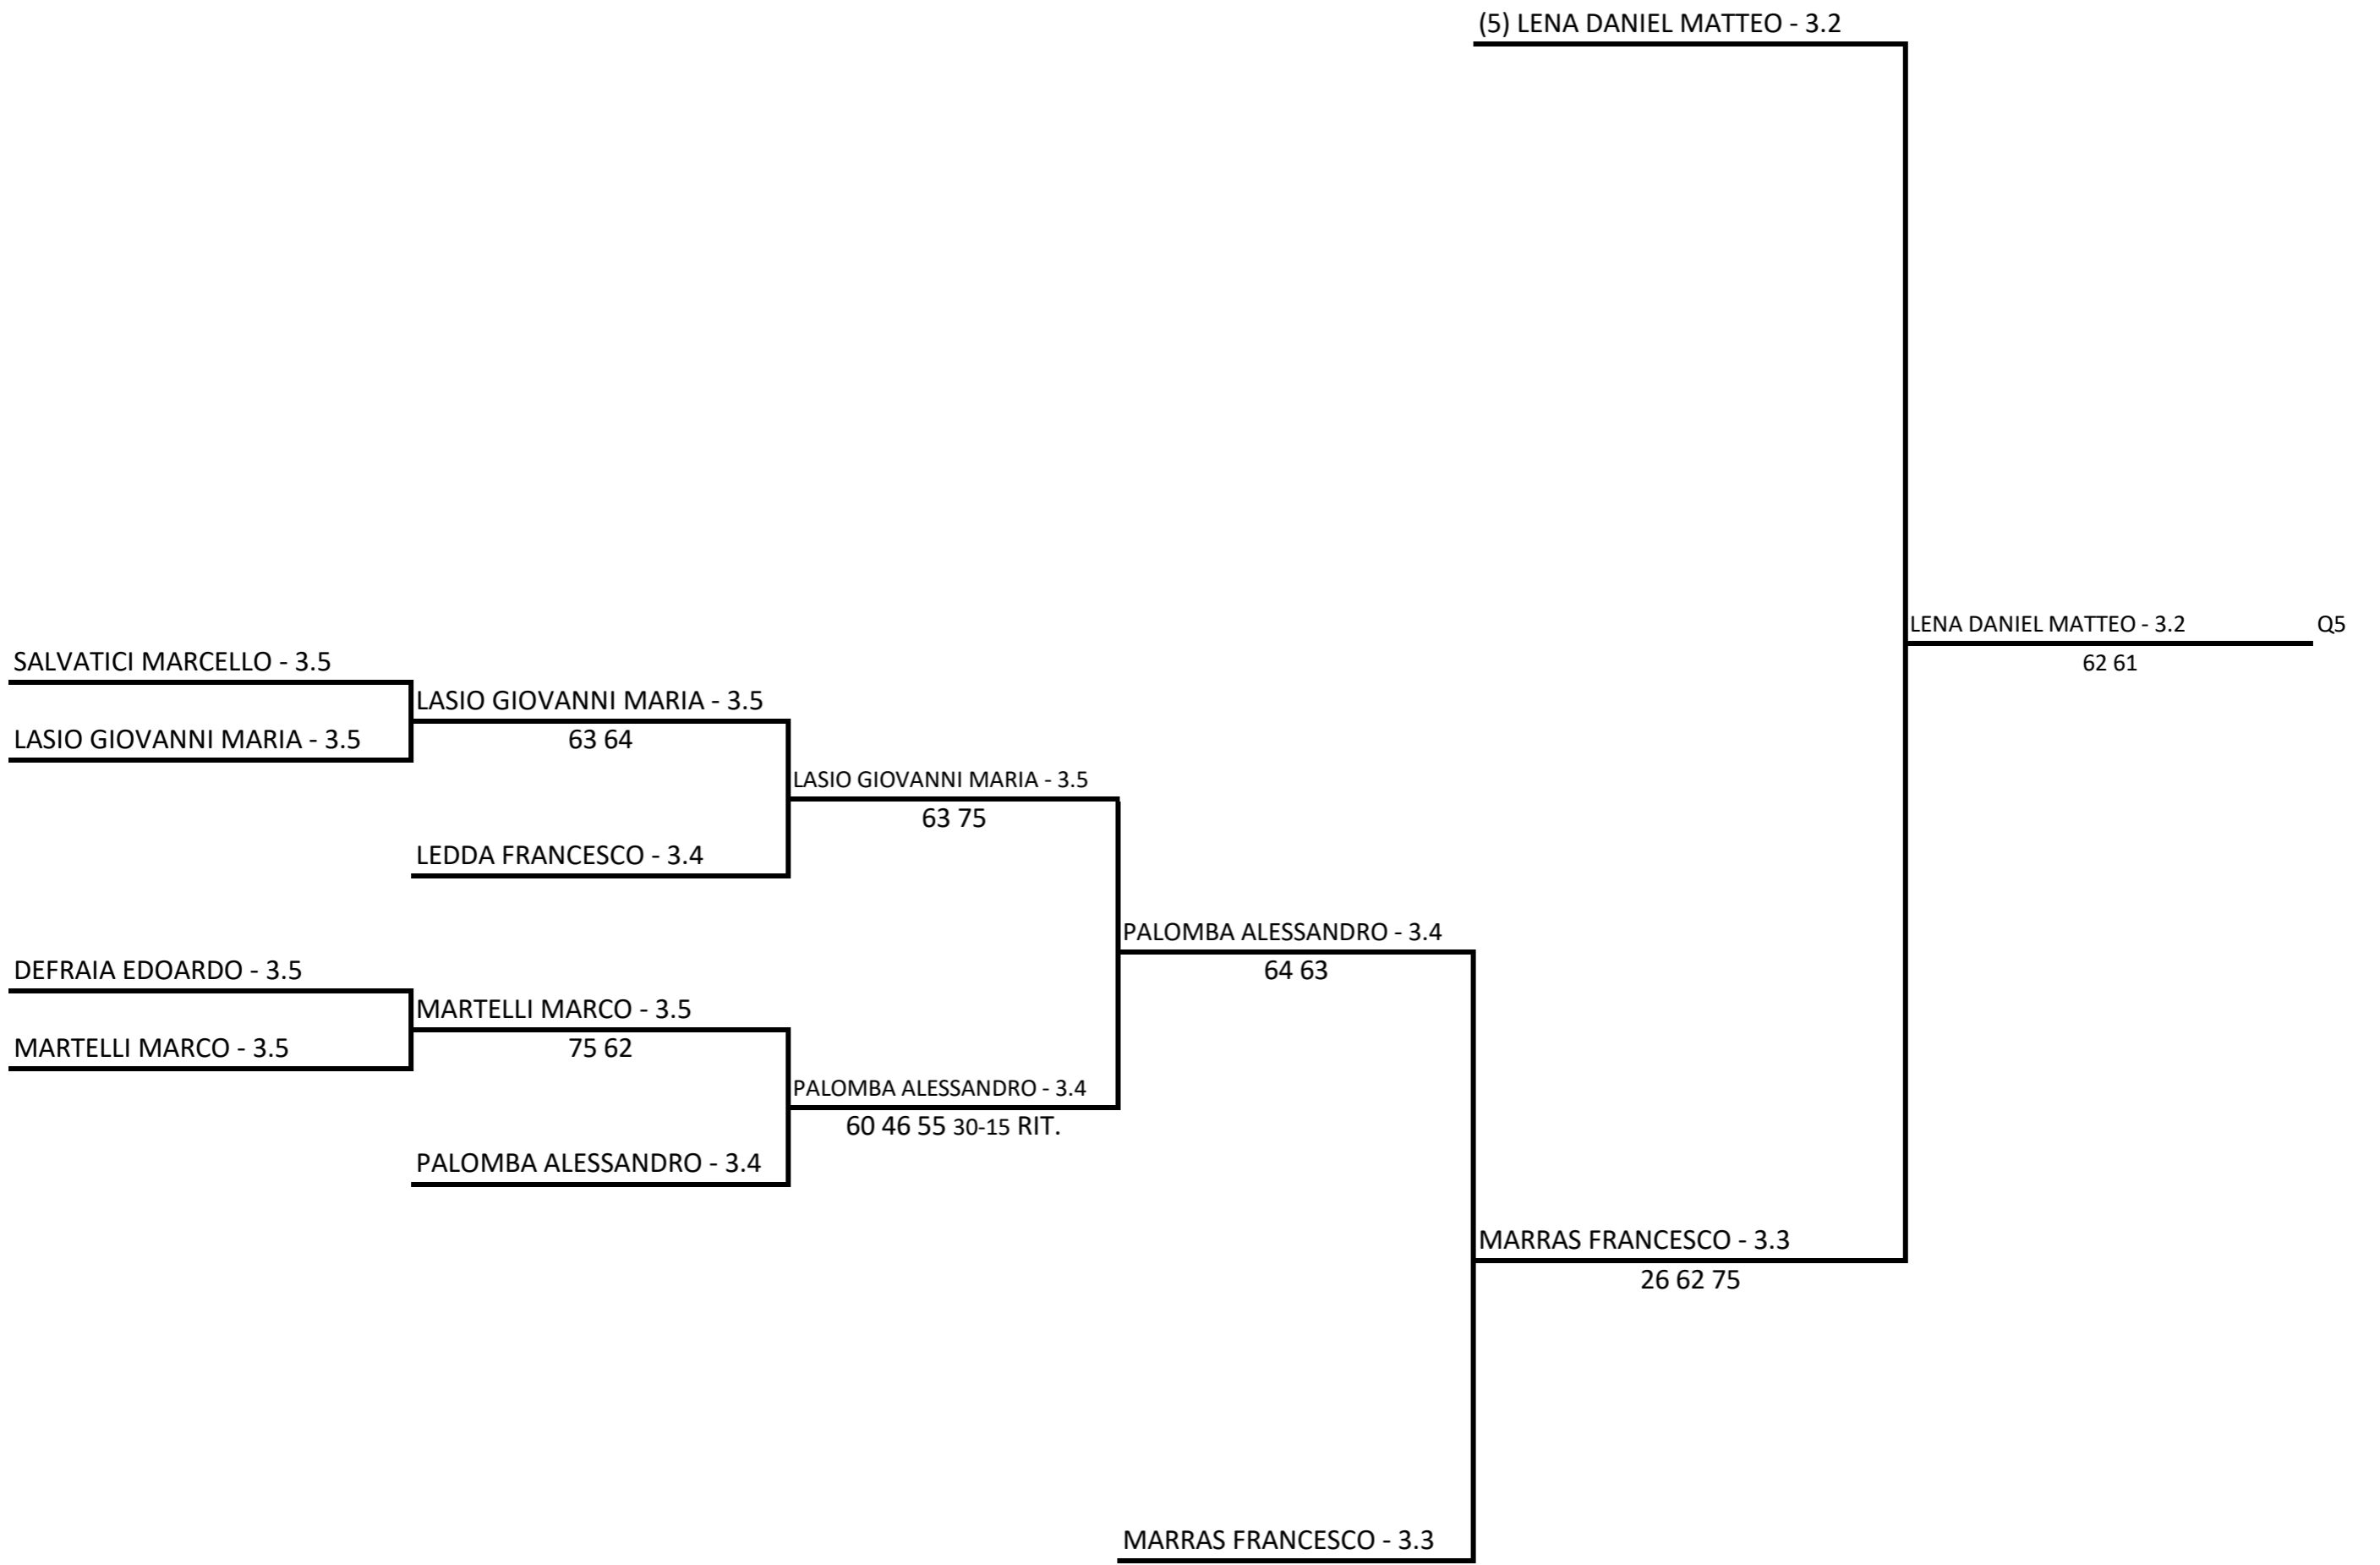 (5) LENA DANIEL MATTEO - 3.2
LENA DANIEL MATTEO - 3.2
Q5
62 61
SALVATICI MARCELLO - 3.5
LASIO GIOVANNI MARIA - 3.5
LASIO GIOVANNI MARIA - 3.5
63 64
LASIO GIOVANNI MARIA - 3.5
63 75
LEDDA FRANCESCO - 3.4
PALOMBA ALESSANDRO - 3.4
64 63
DEFRAIA EDOARDO - 3.5
MARTELLI MARCO - 3.5
MARTELLI MARCO - 3.5
75 62
PALOMBA ALESSANDRO - 3.4
60 46 55 30-15 RIT.
PALOMBA ALESSANDRO - 3.4
MARRAS FRANCESCO - 3.3
26 62 75
MARRAS FRANCESCO - 3.3